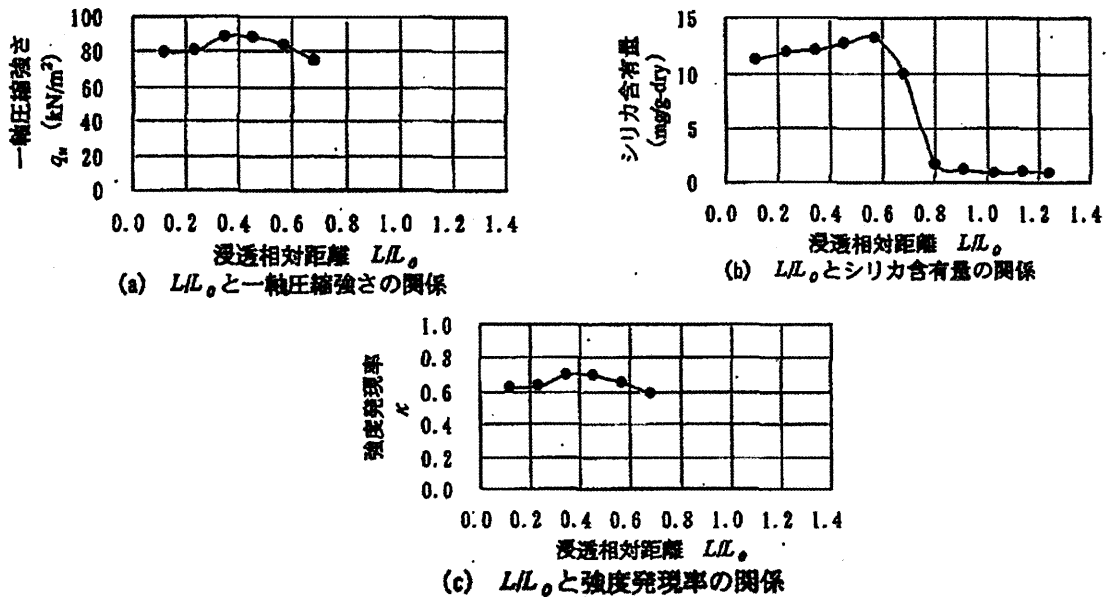 一軸圧縮強さ
qu (kN/m²)
100
80
60
40
20
0
0.0 0.2 0.4 0.6 0.8 1.0 1.2 1.4
浸透相対距離 L/L₀
(a) L/L₀と一軸圧縮強さの関係
シリカ含有量
(mg/g-dry)
15
10
5
0
0.0 0.2 0.4 0.6 0.8 1.0 1.2 1.4
浸透相対距離 L/L₀
(b) L/L₀とシリカ含有量の関係
強度発現率
κ
1.0
0.8
0.6
0.4
0.2
0.0
0.0 0.2 0.4 0.6 0.8 1.0 1.2 1.4
浸透相対距離 L/L₀
(c) L/L₀と強度発現率の関係